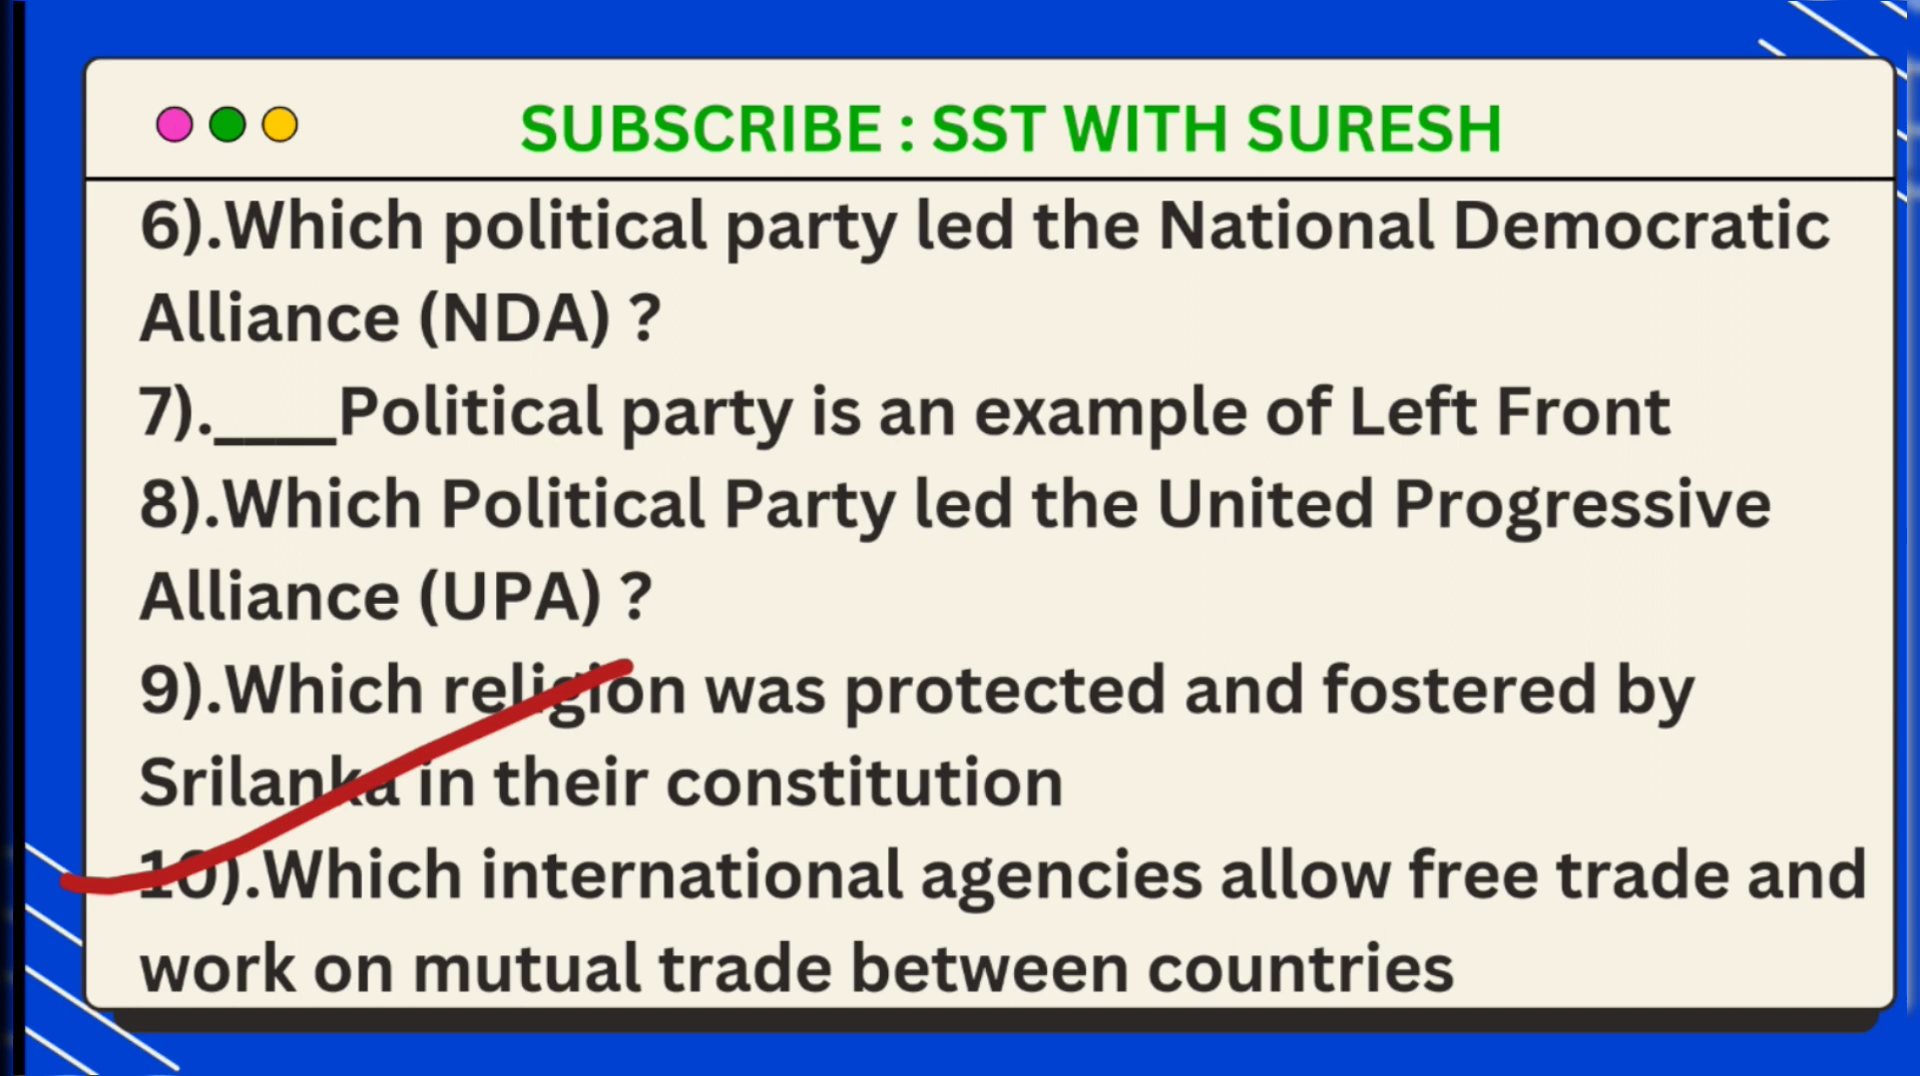 SUBSCRIBE : SST WITH SURESH
6).Which political party led the National Democratic
Alliance (NDA) ?
7).____Political party is an example of Left Front
8).Which Political Party led the United Progressive
Alliance (UPA) ?
9).Which religion was protected and fostered by
Srilanka in their constitution
10).Which international agencies allow free trade and
work on mutual trade between countries